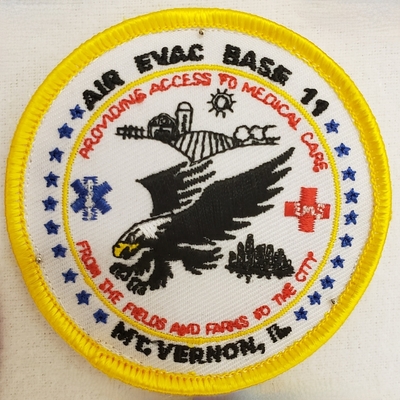 AIR EVAC BASE 11
PROVIDING ACCESS TO MEDICAL CARE
FROM THE FIELDS AND FARMS TO THE CITY
MT. VERNON, IL